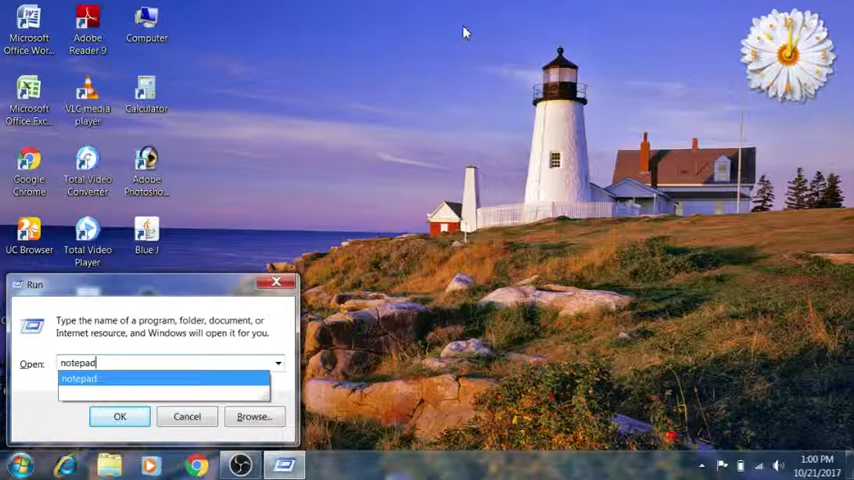 Microsoft
Office Wor...
Adobe
Reader 9
Computer
Microsoft
Office Exc...
VLC media
player
Calculator
Google
Chrome
Total Video
Converter
Adobe
Photosho...
UC Browser
Total Video
Player
Blue J
Run
Type the name of a program, folder, document, or
Internet resource, and Windows will open it for you.
Open: notepad
notepad
OK Cancel Browse...
1:00 PM
10/21/2017